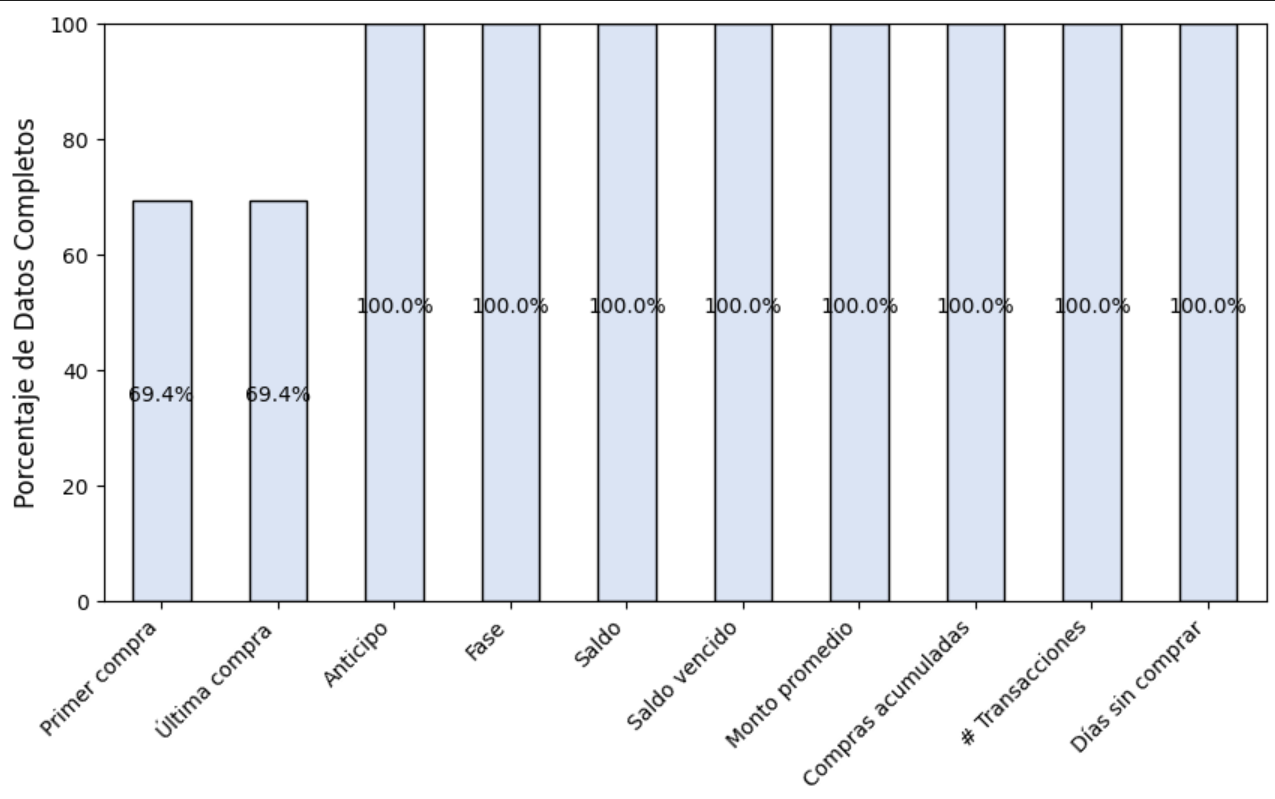 Porcentaje de Datos Completos
100
80
60
40
20
0
69.4%
69.4%
100.0%
100.0%
100.0%
100.0%
100.0%
100.0%
100.0%
100.0%
Primer compra
Última compra
Anticipo
Fase
Saldo
Saldo vencido
Monto promedio
Compras acumuladas
# Transacciones
Días sin comprar